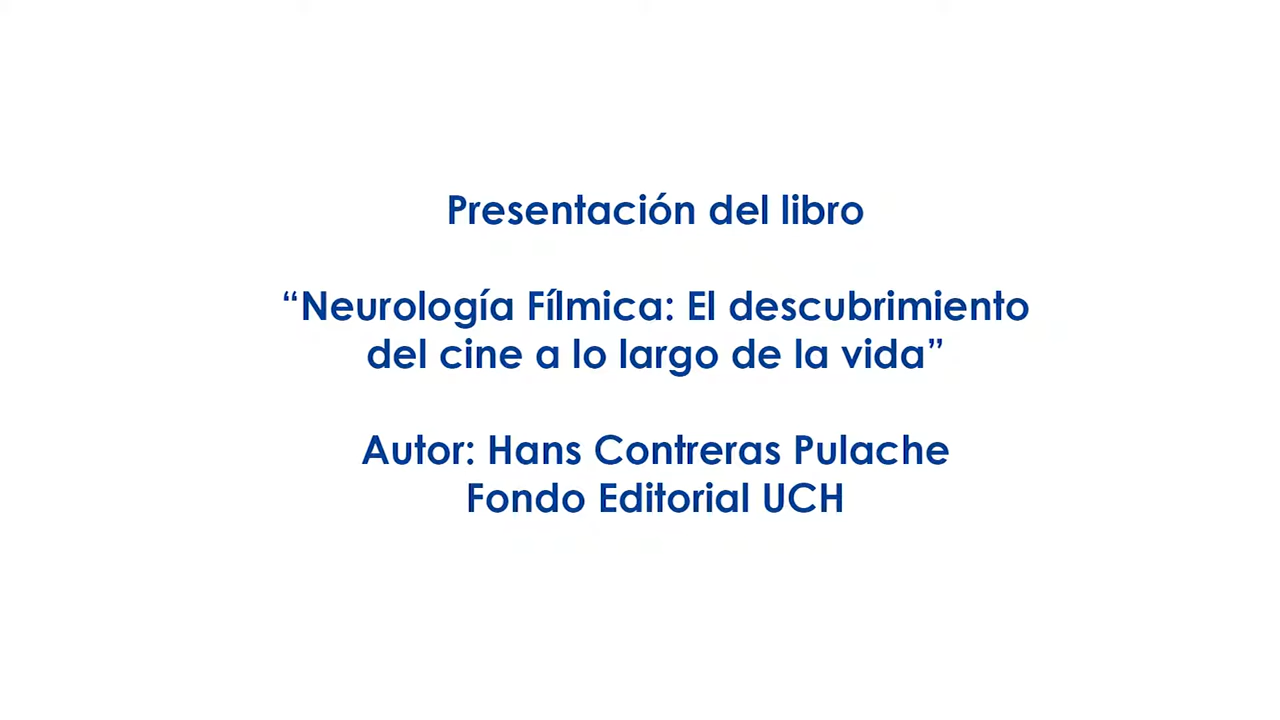 Presentación del libro
“Neurología Fílmica: El descubrimiento
del cine a lo largo de la vida”
Autor: Hans Contreras Pulache
Fondo Editorial UCH